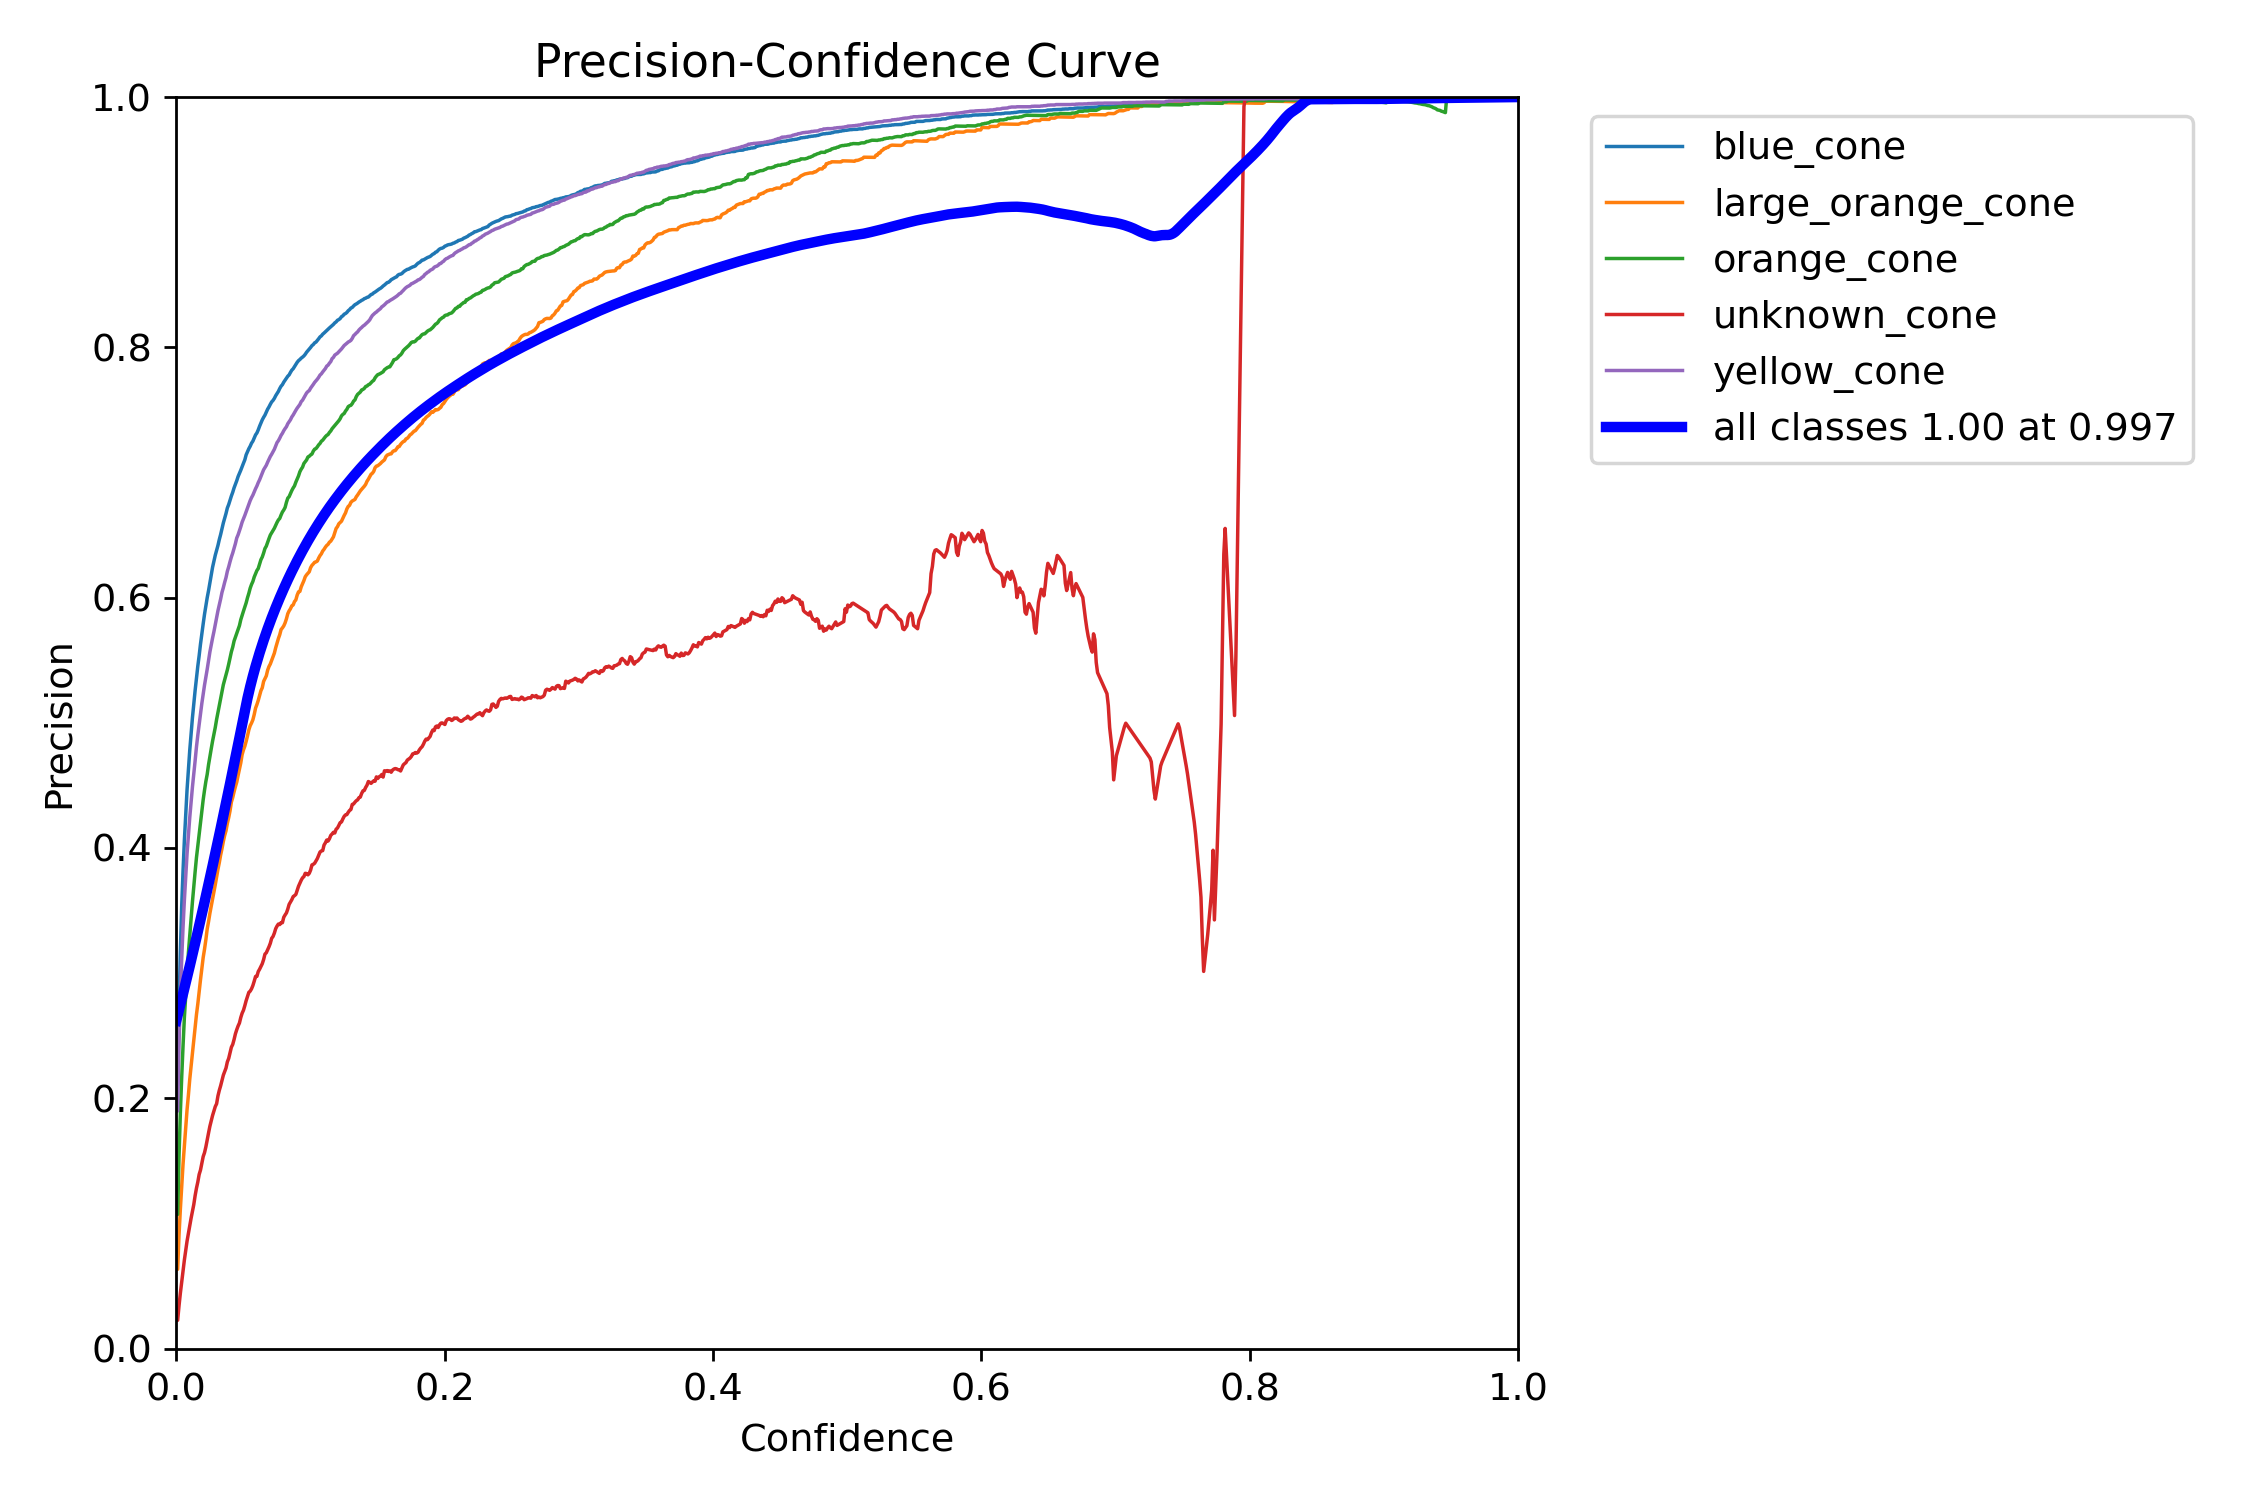 Precision-Confidence Curve
1.0
0.8
0.6
0.4
0.2
0.0
Precision
0.0 0.2 0.4 0.6 0.8 1.0
Confidence
blue_cone
large_orange_cone
orange_cone
unknown_cone
yellow_cone
all classes 1.00 at 0.997